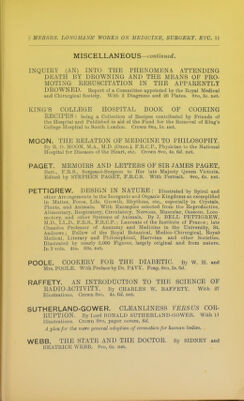 MESSRS. LONGMANS' WORKS ON MEDICINE, SURGERY, ETC. 11
MISCELLANEOUS—continued.
INQUIRY (AN) INTO THE PHENOMENA ATTENDING
DEATH BY DROWNING AND THE MEANS OF PRO-
MOTING RESUSCITATION IN THE APPARENTLY
DROWNED. Report of a Committee appointed by the Royal Medical
and Chirurgical Society. With 2 Diagrams and 26 Plates. 8vo, 5s. net.
KING'S COLLEGE HOSPITAL BOOK OF COOKING
RECIPES: being a Collection of Recipes contributed by Friends of
the Hospital and Published in aid of the Fund for the Removal of King's
College Hospital to South London. Crown 8vo, 1s. net.
MOON. THE RELATION OF MEDICINE TO PHILOSOPHY.
By R. O. MOON, M.A., M.D. (Oxon.), F.R.C.P., Physician to the National
Hospital for Diseases of the Heart, etc. Crown 8vo, 4s. 6d. net.
PAGET. MEMOIRS AND LETTERS OF SIR JAMES PAGET,
Bart., F.R.S., Sergeant-Surgeon to Her late Majesty Queen Victoria.
Edited by STEPHEN PAGET, F.R.C.S. With Portrait. 8vo, 6s. net.
PETTIGREW. DESIGN IN NATURE: Illustrated by Spiral and
other Arrangements in the Inorganic and Organic Kingdoms as exemplified
in Matter, Force, Life, Growth, Rhythms, etc., especially in Crystals,
Plants, and Animals. With Examples selected from the Reproductive,
Alimentary, Respiratory, Circulatory, Nervous, Muscular, Osseous, Loco-
motory, and other Systems of Animals. By J. BELL PETTIGREW,
M.D., LL.D., F.R.S., F.R.C.P.; Laureate of the Institute of France; late
Chandos Professor of Anatomy and Medicine in the University, St.
Andrews; Fellow of the Royal Botanical, Medico-Chirurgical, Royal
Medical, Literary and Philosophical, Harveian and other Societies.
Illustrated by nearly 2,000 Figures, largely original and from nature.
In 3 vols. 4to. 63s. net.
POOLE. COOKERY FOR THE DIABETIC. By W. H. and
Mrs. POOLE. With Preface by Dr. PAVY. Fcap. 8vo, 2s. 6d.
RAFFETY. AN INTRODUCTION TO THE SCIENCE OF
RADIO-ACTIVITY. By CHARLES W. RAFFETY. With 27
Illustrations. Crown 8vo, 4s. 6d. net.
SUTHERLAND-GOWER. CLEANLINESS VERSUS COR-
RUPTION. By Lord RONALD SUTHERLAND-GOWER. With 11
Illustrations. Crown 8vo, paper covers, 6d.
A plea for the more general adoption of cremation for human bodies.
WEBB. THE STATE AND THE DOCTOR. By SIDNEY and
BEATRICE WEBB. 8vo, 6s. net.